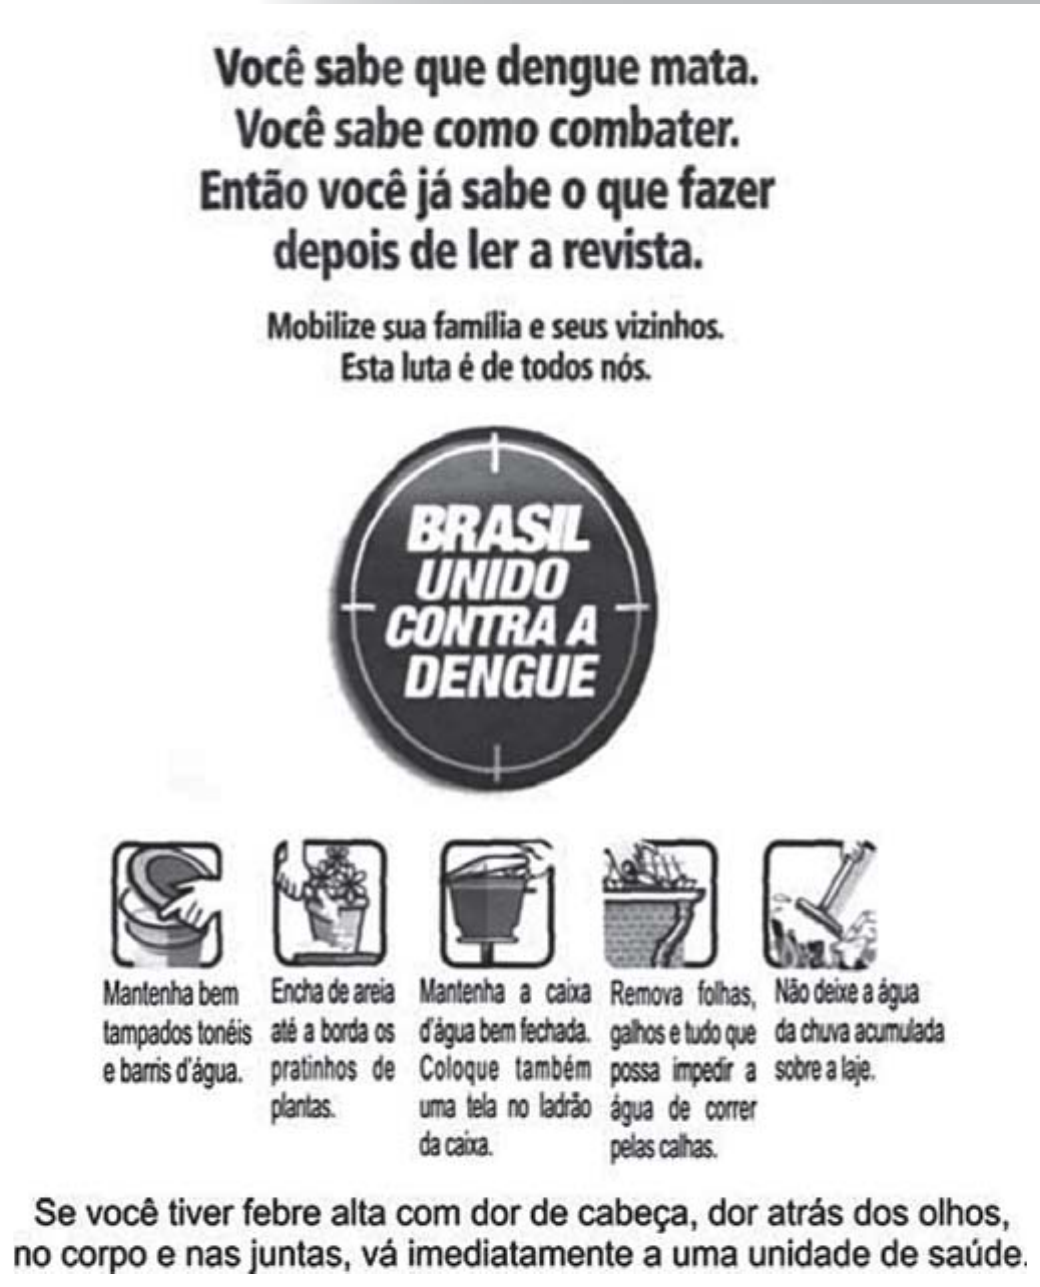 Você sabe que dengue mata.
Você sabe como combater.
Então você já sabe o que fazer
depois de ler a revista.
Mobilize sua família e seus vizinhos.
Esta luta é de todos nós.
BRASIL
UNIDO
CONTRA A
DENGUE
Mantenha bem
tampados tonéis
e barris d'água.
Encha de areia
até a borda os
pratinhos de
plantas.
Mantenha a caixa
d'água bem fechada.
Coloque também
uma tela no ladrão
da caixa.
Remova folhas,
galhos e tudo que
possa impedir a
água de correr
pelas calhas.
Não deixe a água
da chuva acumulada
sobre a laje.
Se você tiver febre alta com dor de cabeça, dor atrás dos olhos,
no corpo e nas juntas, vá imediatamente a uma unidade de saúde.